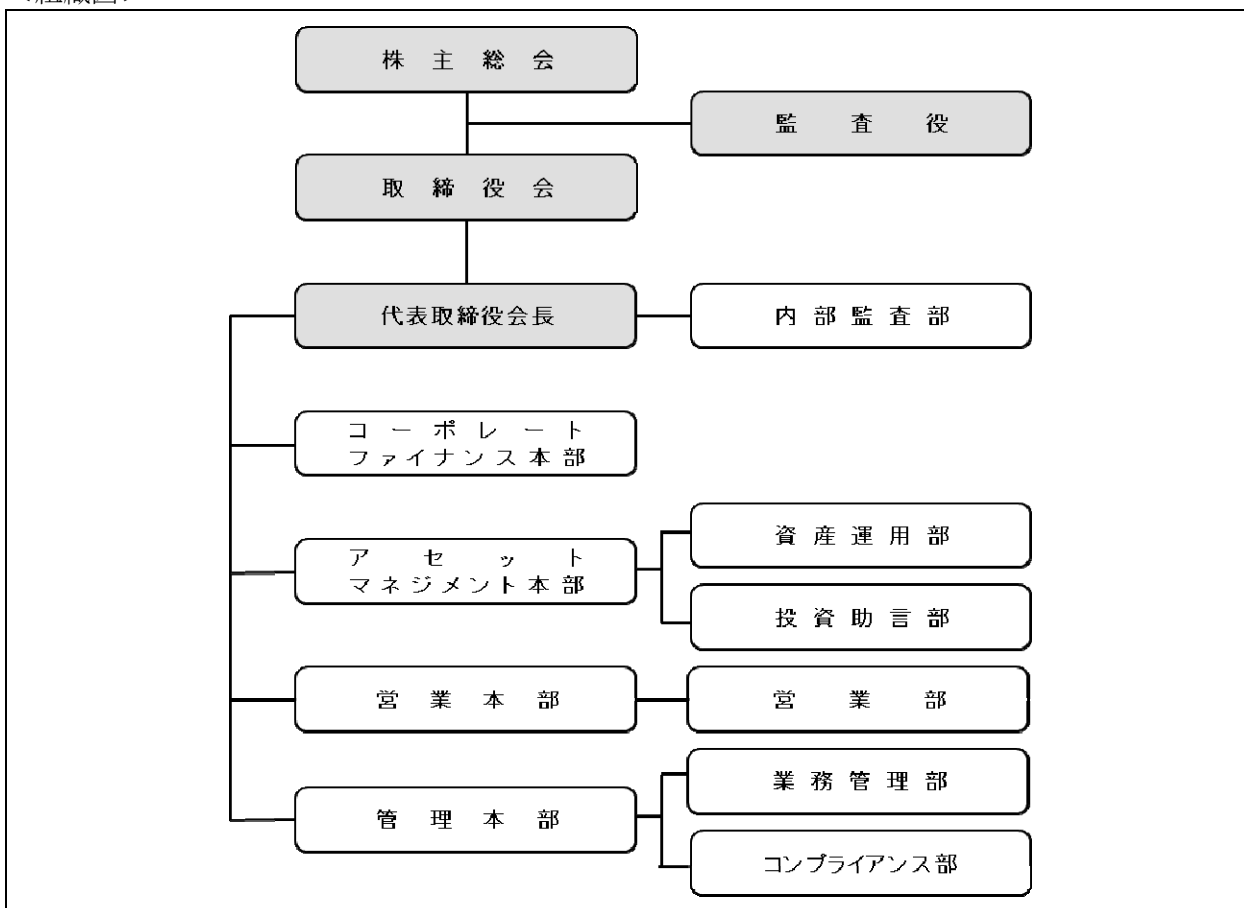 株主総会
監査役
取締役会
代表取締役会長
内部監査部
コーポレート
ファイナンス本部
アセット
マネジメント本部
資産運用部
投資助言部
営業本部
営業部
管理本部
業務管理部
コンプライアンス部